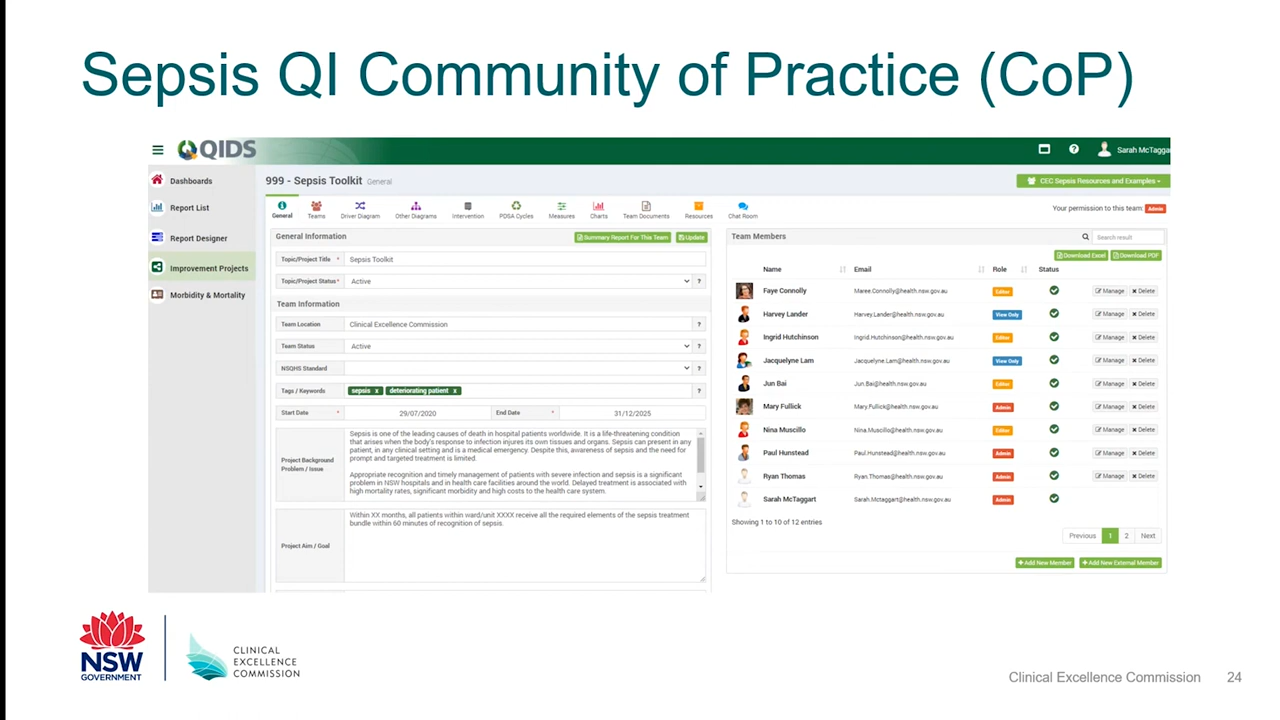 Sepsis QI Community of Practice (CoP)
QIDS
Sarah McTaggar
Dashboards
Report List
Report Designer
Improvement Projects
Morbidity & Mortality
999 - Sepsis Toolkit General
CEC Sepsis Resources and Examples
General
Teams
Driver Diagram
Other Diagrams
Intervention
PDSA Cycles
Measures
Charts
Team Documents
Resources
Chat Room
Your permission to this team: Admin
General Information
Summary Report For This Team
Update
Topic/Project Title * Sepsis Toolkit
Topic/Project Status * Active ?
Team Information
Team Location Clinical Excellence Commission ?
Team Status Active ?
NSQHS Standard ?
Tags / Keywords sepsis x deteriorating patient x ?
Start Date * 29/07/2020 End Date * 31/12/2025
Project Background
Problem / Issue
Sepsis is one of the leading causes of death in hospital patients worldwide. It is a life-threatening condition
that arises when the body's response to infection injures its own tissues and organs. Sepsis can present in any
patient, in any clinical setting and is a medical emergency. Despite this, awareness of sepsis and the need for
prompt and targeted treatment is limited.
Appropriate recognition and timely management of patients with severe infection and sepsis is a significant
problem in NSW hospitals and in health care facilities around the world. Delayed treatment is associated with
high mortality rates, significant morbidity and high costs to the health care system.
Project Aim / Goal
Within XX months, all patients within ward/unit XXXX receive all the required elements of the sepsis treatment
bundle within 60 minutes of recognition of sepsis.
Team Members
Search result
Download Excel
Download PDF
Name Email Role Status
Faye Connolly Maree.Connolly@health.nsw.gov.au Editor Manage x Delete
Harvey Lander Harvey.Lander@health.nsw.gov.au View Only Manage x Delete
Ingrid Hutchinson Ingrid.Hutchinson@health.nsw.gov.au Editor Manage x Delete
Jacquelyne Lam Jacquelyne.Lam@health.nsw.gov.au View Only Manage x Delete
Jun Bai Jun.Bai@health.nsw.gov.au Editor Manage x Delete
Mary Fullick Mary.Fullick@health.nsw.gov.au Admin Manage x Delete
Nina Muscillo Nina.Muscillo@health.nsw.gov.au Editor Manage x Delete
Paul Hunstead Paul.Hunstead@health.nsw.gov.au Admin Manage x Delete
Ryan Thomas Ryan.Thomas@health.nsw.gov.au Admin Manage x Delete
Sarah McTaggart Sarah.Mctaggart@health.nsw.gov.au Admin
Showing 1 to 10 of 12 entries
Previous 1 2 Next
+ Add New Member
+ Add New External Member
NSW
GOVERNMENT
CLINICAL
EXCELLENCE
COMMISSION
Clinical Excellence Commission 24